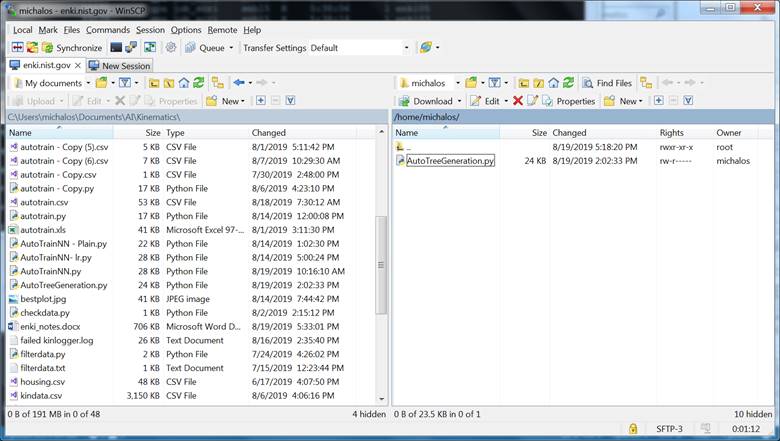 michalos - enki.nist.gov - WinSCP
Local Mark Files Commands Session Options Remote Help
Synchronize Queue Transfer Settings Default
enki.nist.gov New Session
My documents michalos Find Files
Upload Edit Properties New Download Edit Properties New
C:\Users\michalos\Documents\AI\Kinematics\ /home/michalos/
Name Size Type Changed Name Size Changed Rights Owner
autotrain - Copy (5).csv 5 KB CSV File 8/1/2019 5:11:42 PM .. 8/19/2019 5:18:20 PM rwxr-xr-x root
autotrain - Copy (6).csv 7 KB CSV File 8/7/2019 10:29:30 AM AutoTreeGeneration.py 24 KB 8/19/2019 2:02:33 PM rw-r----- michalos
autotrain - Copy.csv 1 KB CSV File 7/30/2019 2:48:00 PM
autotrain - Copy.py 17 KB Python File 8/6/2019 4:23:10 PM
autotrain.csv 53 KB CSV File 8/18/2019 7:30:12 AM
autotrain.py 17 KB Python File 8/14/2019 12:00:08 PM
autotrain.xls 41 KB Microsoft Excel 97-... 8/1/2019 3:11:30 PM
AutoTrainNN - Plain.py 22 KB Python File 8/14/2019 1:02:30 PM
AutoTrainNN- lr.py 28 KB Python File 8/14/2019 5:00:24 PM
AutoTrainNN.py 28 KB Python File 8/19/2019 10:16:10 AM
AutoTreeGeneration.py 24 KB Python File 8/19/2019 2:02:33 PM
bestplot.jpg 41 KB JPEG image 8/14/2019 7:44:42 PM
checkdata.py 1 KB Python File 8/2/2019 2:15:12 PM
enki_notes.docx 706 KB Microsoft Word D... 8/19/2019 5:33:01 PM
failed kinlogger.log 26 KB Text Document 8/16/2019 2:35:40 PM
filterdata.py 2 KB Python File 7/24/2019 4:26:02 PM
filterdata.txt 1 KB Text Document 7/15/2019 12:23:44 PM
housing.csv 48 KB CSV File 6/17/2019 4:07:50 PM
kindata.csv 3,150 KB CSV File 8/6/2019 4:06:16 PM
0 B of 191 MB in 0 of 48 4 hidden 0 B of 23.5 KB in 0 of 1 10 hidden
SFTP-3 0:01:12